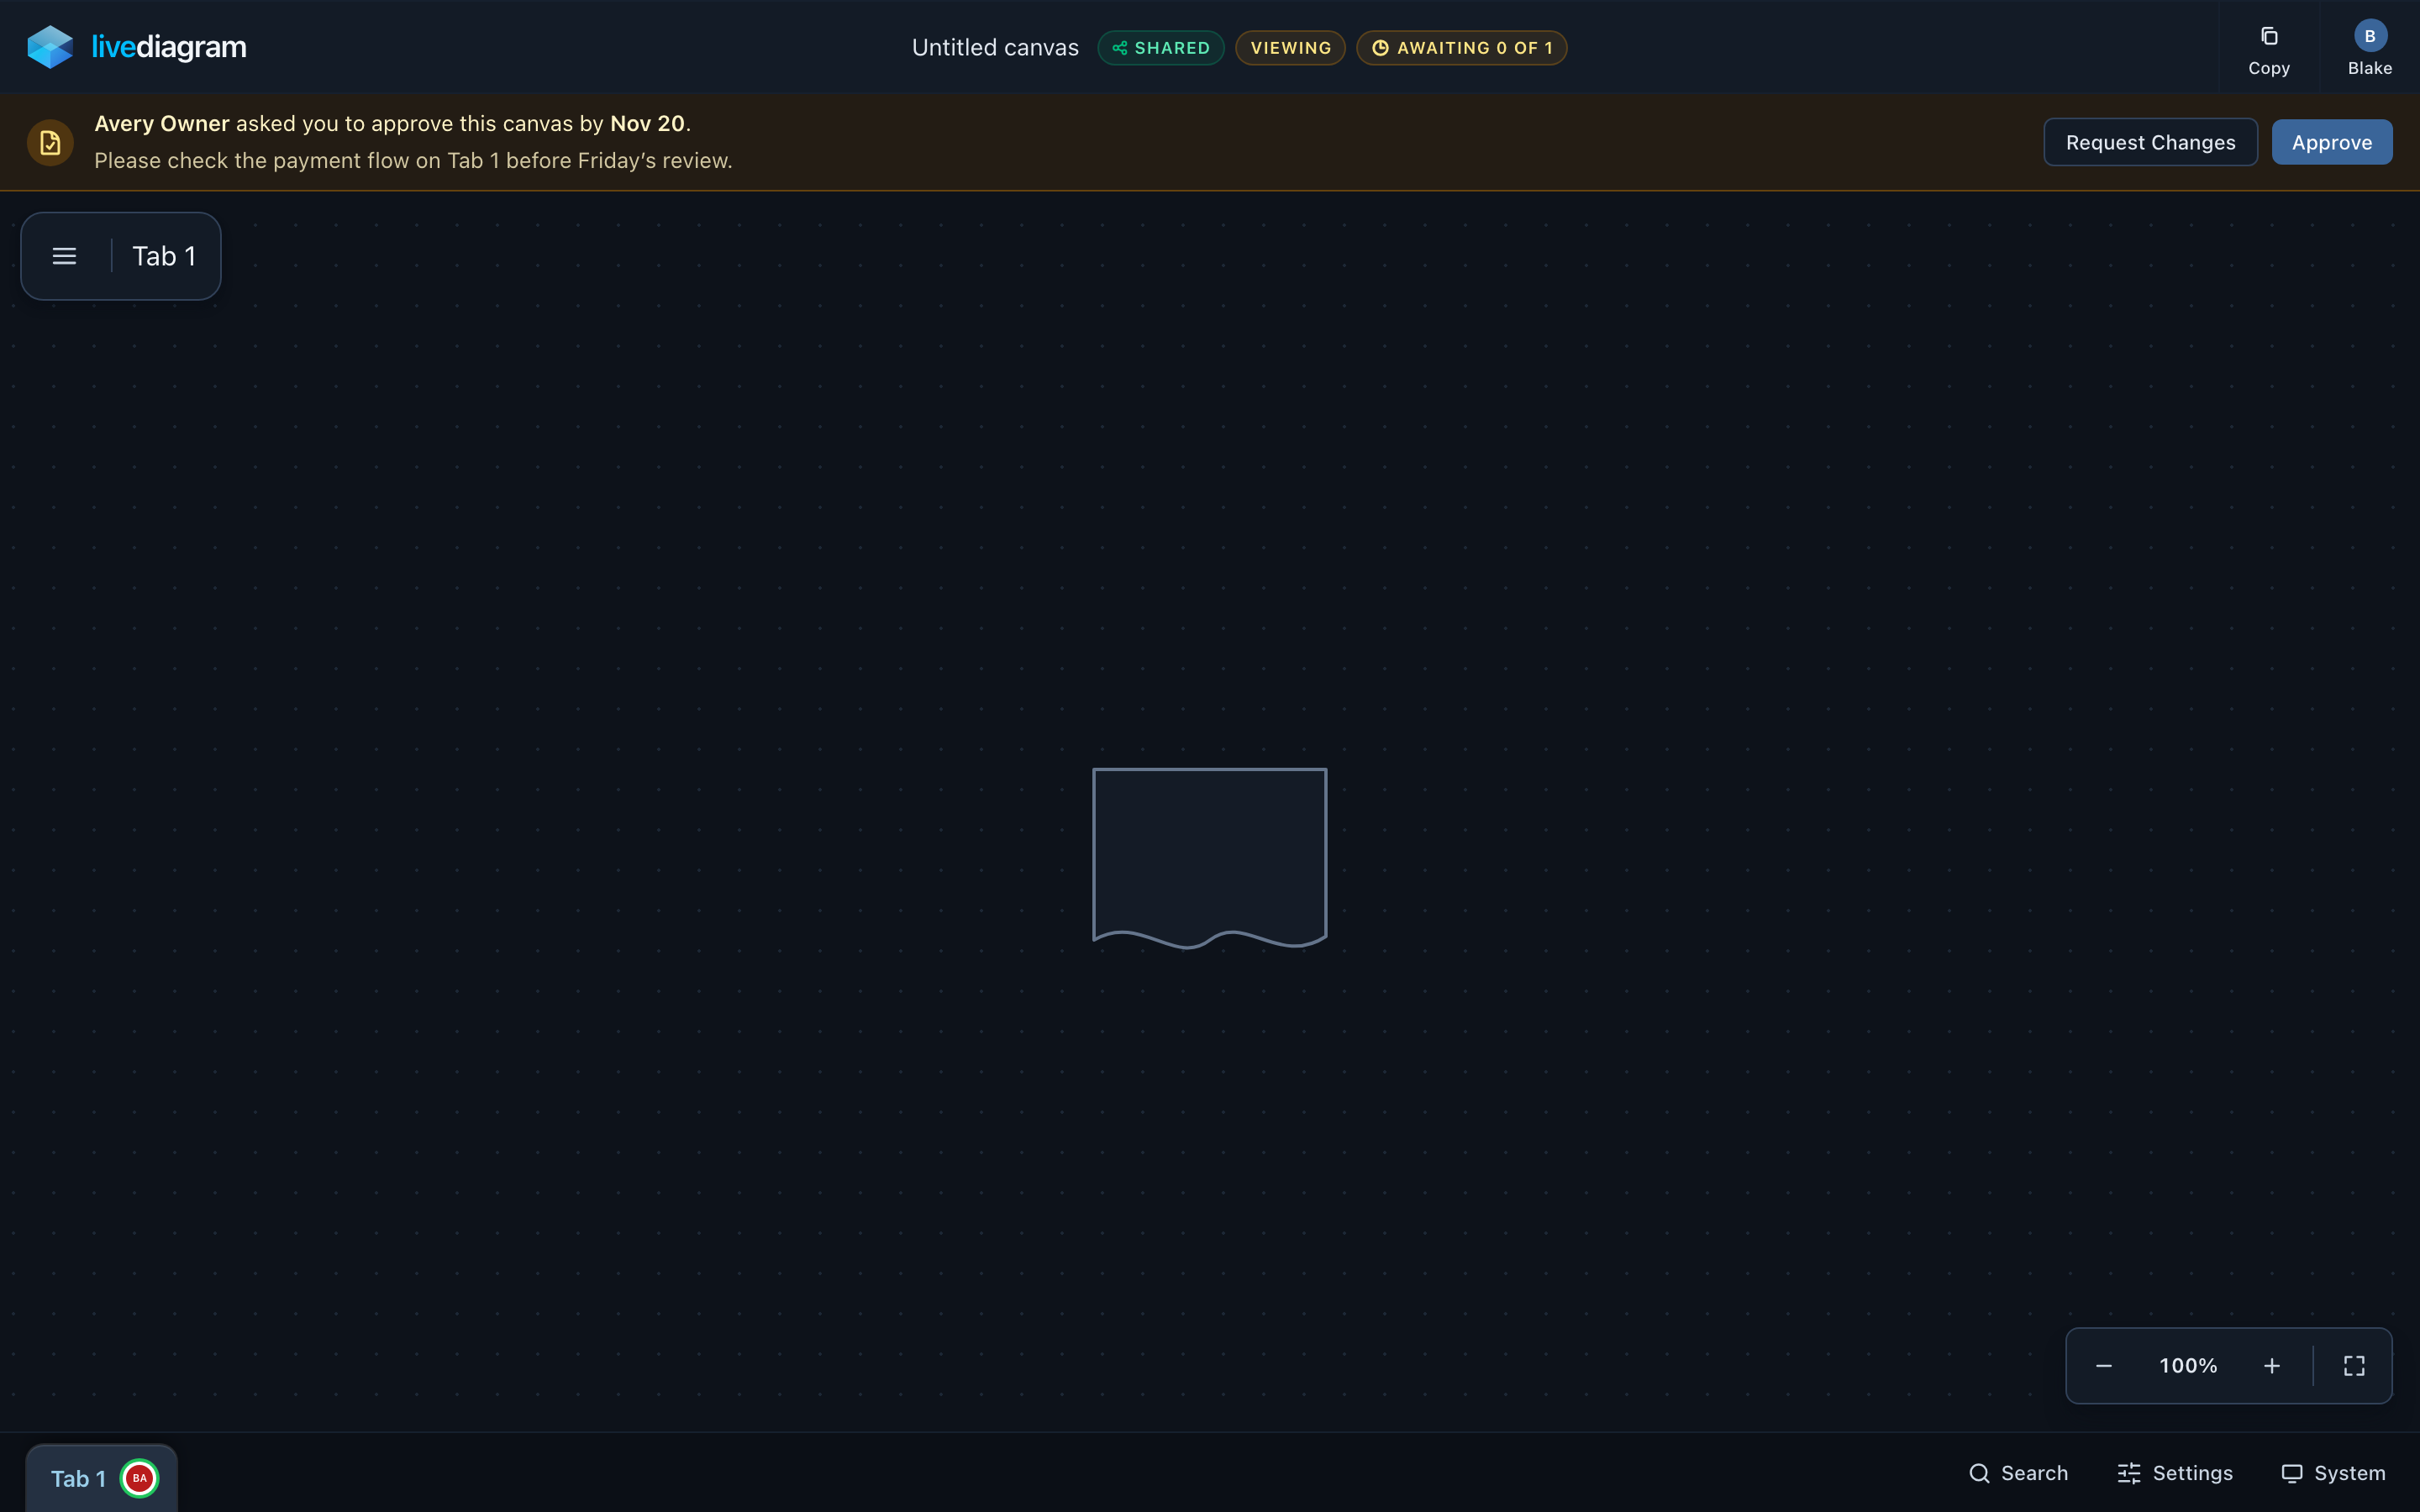 livediagram
Untitled canvas
SHARED
VIEWING
AWAITING 0 OF 1
Copy
B
Blake
Avery Owner asked you to approve this canvas by Nov 20.
Please check the payment flow on Tab 1 before Friday’s review.
Request Changes
Approve
Tab 1
100%
Tab 1
BA
Search
Settings
System